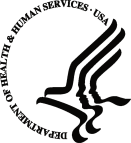 DEPARTMENT OF HEALTH & HUMAN SERVICES · USA